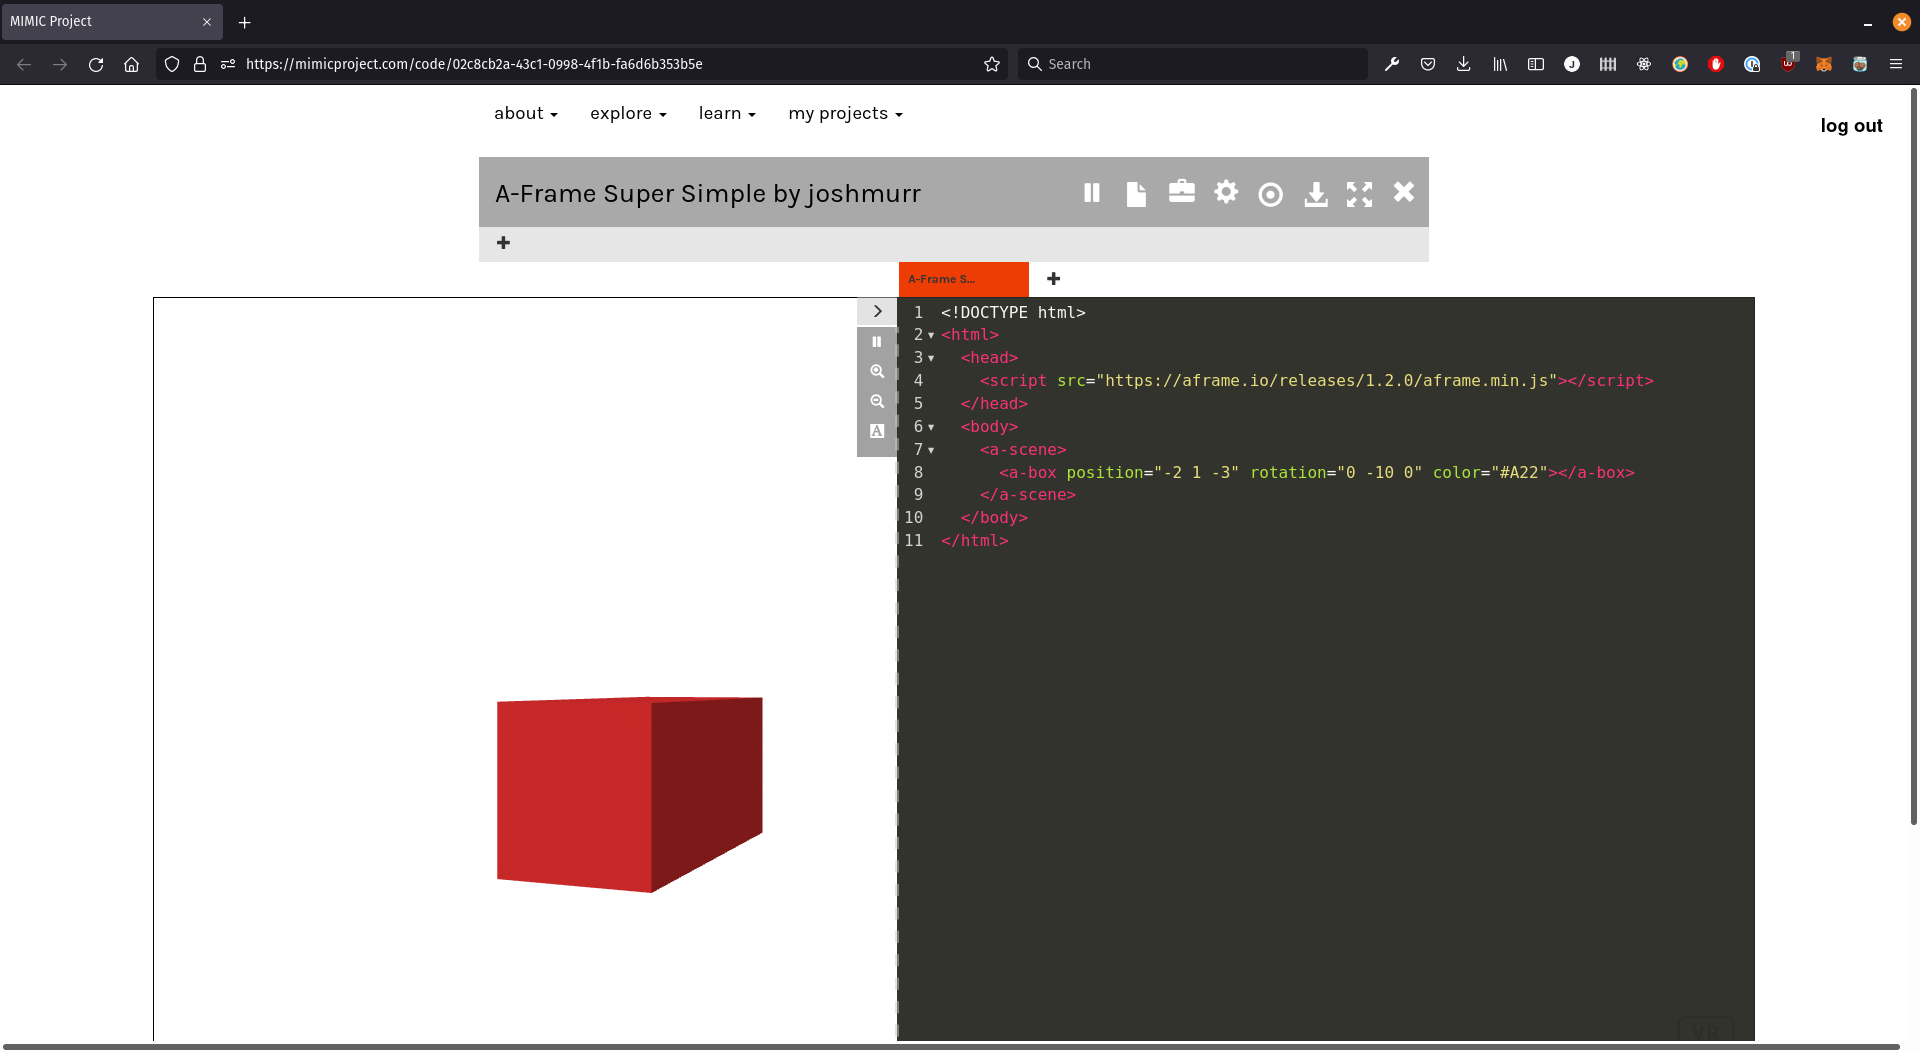 MIMIC Project
https://mimicproject.com/code/02c8cb2a-43c1-0998-4f1b-fa6d6b353b5e
Search
1
J
about
explore
learn
my projects
log out
A-Frame Super Simple by joshmurr
A-Frame S...
A
1 <!DOCTYPE html>
2 <html>
3 <head>
4 <script src="https://aframe.io/releases/1.2.0/aframe.min.js"></script>
5 </head>
6 <body>
7 <a-scene>
8 <a-box position="-2 1 -3" rotation="0 -10 0" color="#A22"></a-box>
9 </a-scene>
10 </body>
11 </html>
VR